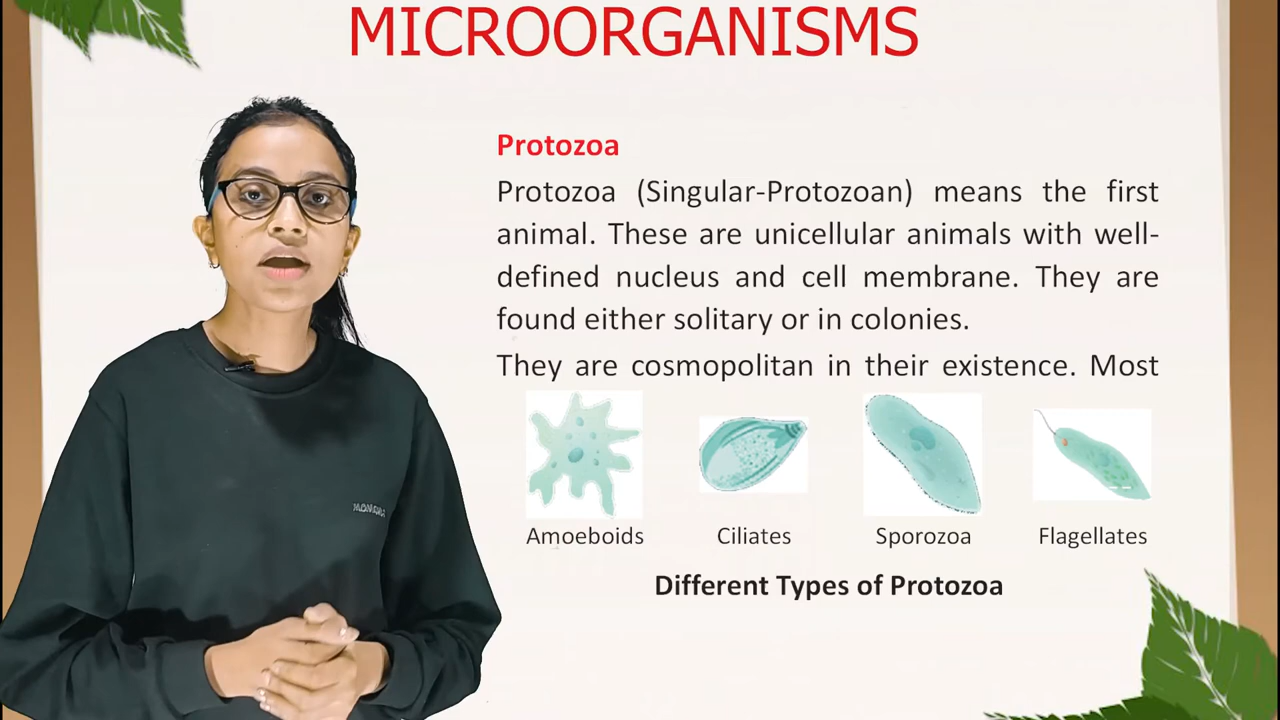 MICROORGANISMS
Protozoa
Protozoa (Singular-Protozoan) means the first
animal. These are unicellular animals with well-
defined nucleus and cell membrane. They are
found either solitary or in colonies.
They are cosmopolitan in their existence. Most
Amoeboids
Ciliates
Sporozoa
Flagellates
Different Types of Protozoa